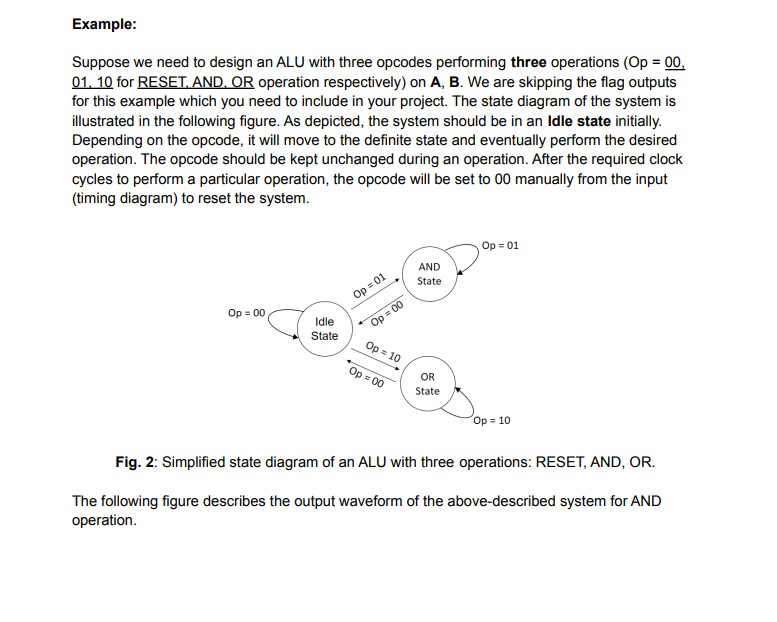 Example:
Suppose we need to design an ALU with three opcodes performing three operations (Op = 00,
01, 10 for RESET, AND, OR operation respectively) on A, B. We are skipping the flag outputs
for this example which you need to include in your project. The state diagram of the system is
illustrated in the following figure. As depicted, the system should be in an Idle state initially.
Depending on the opcode, it will move to the definite state and eventually perform the desired
operation. The opcode should be kept unchanged during an operation. After the required clock
cycles to perform a particular operation, the opcode will be set to 00 manually from the input
(timing diagram) to reset the system.
Op = 01
AND
State
Op = 01
Op = 00
Op = 00
Idle
State
Op = 10
Op = 00
OR
State
Op = 10
Fig. 2: Simplified state diagram of an ALU with three operations: RESET, AND, OR.
The following figure describes the output waveform of the above-described system for AND
operation.